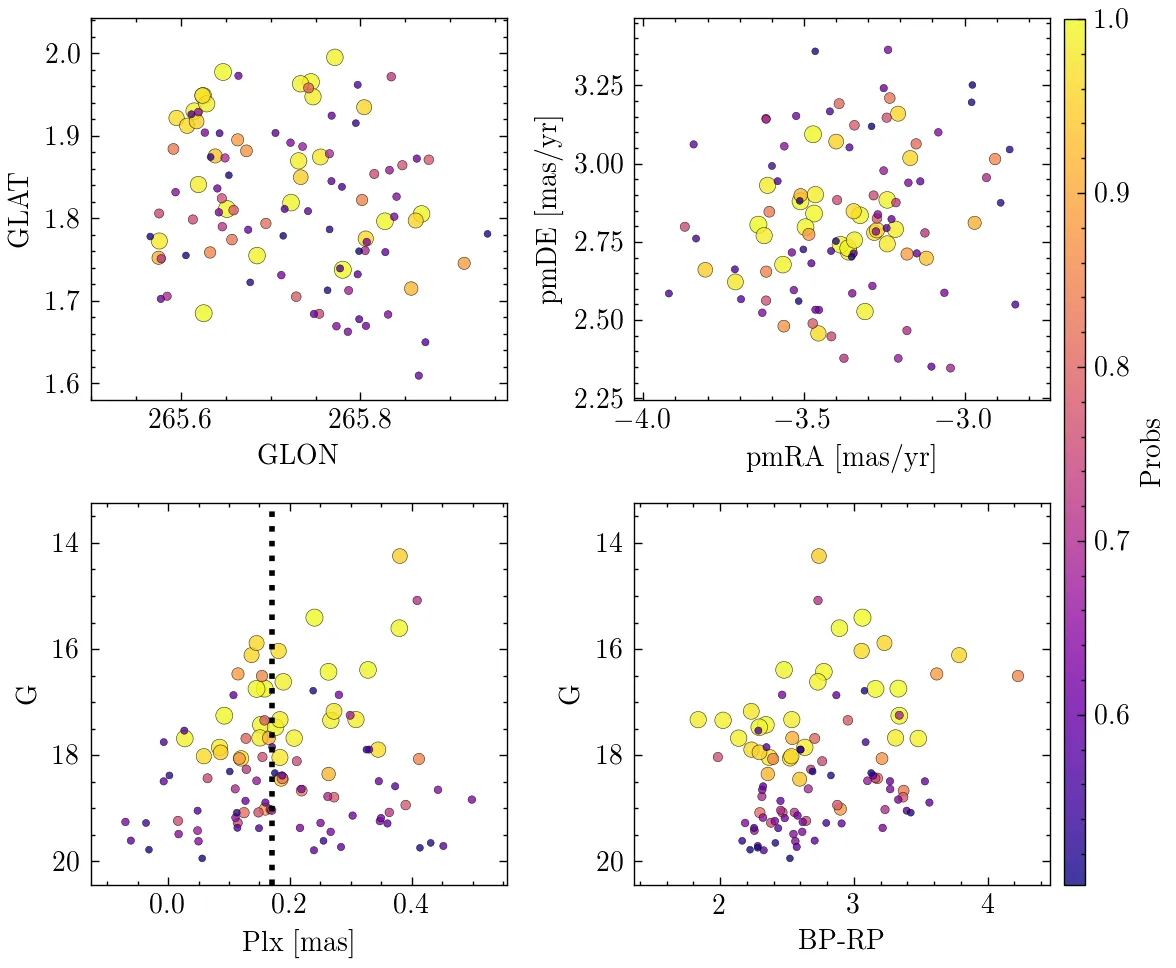 2.0
1.9
1.8
1.7
1.6
GLAT
265.6 265.8
GLON
3.25
3.00
2.75
2.50
2.25
pmDE [mas/yr]
−4.0 −3.5 −3.0
pmRA [mas/yr]
1.0
0.9
0.8
0.7
0.6
Probs
14
16
18
20
G
0.0 0.2 0.4
Plx [mas]
14
16
18
20
G
2 3 4
BP-RP